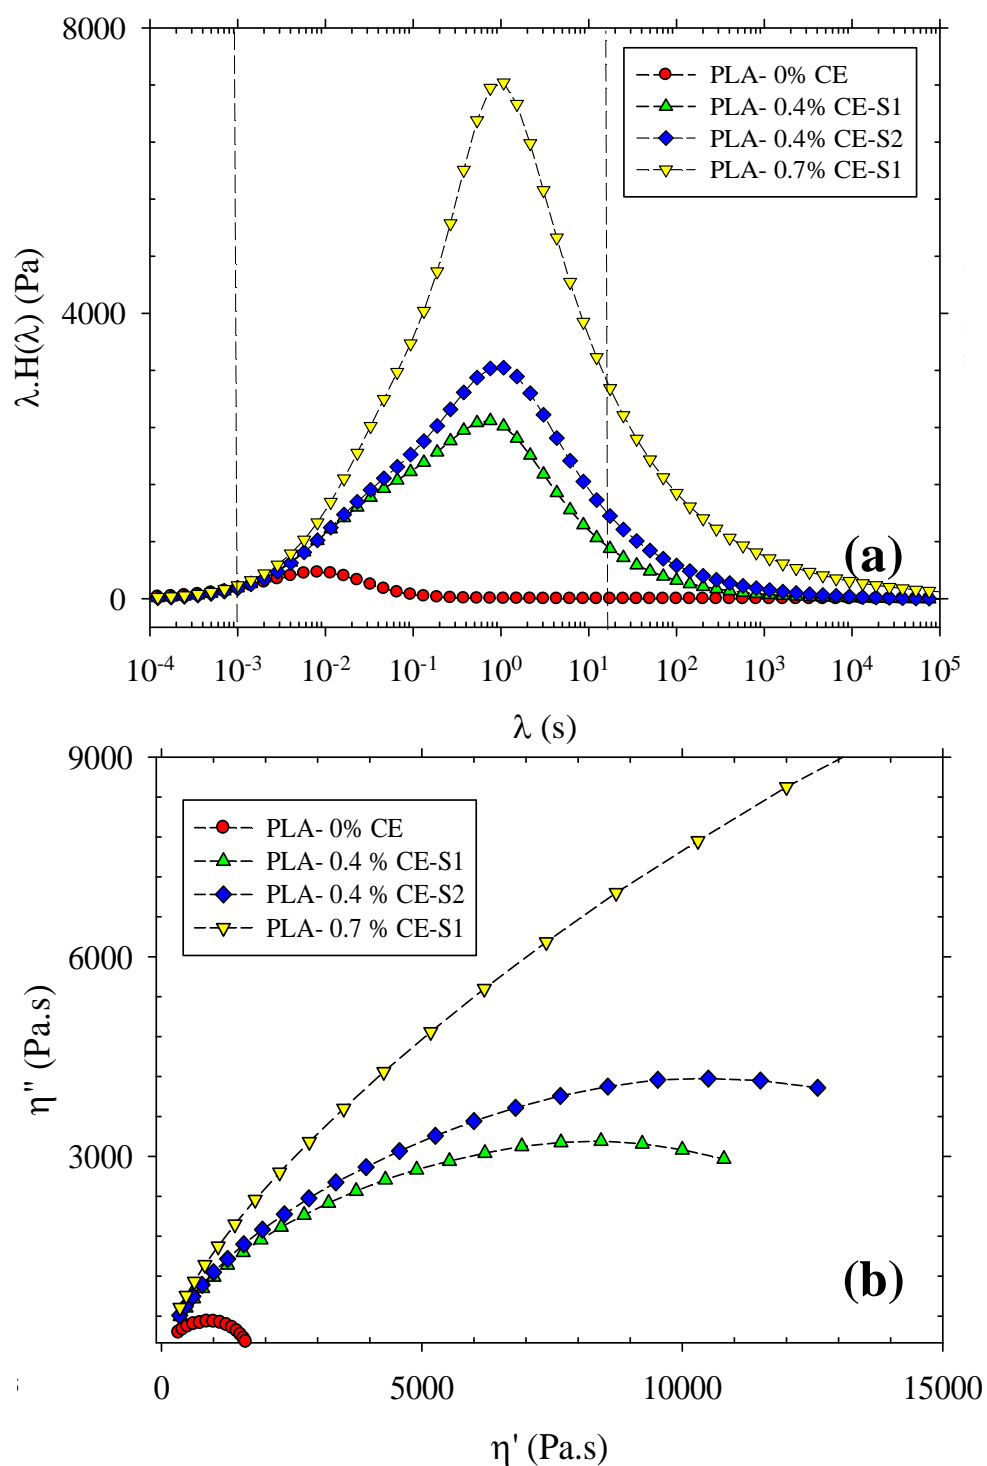 8000
PLA- 0% CE
PLA- 0.4% CE-S1
PLA- 0.4% CE-S2
PLA- 0.7% CE-S1
λ.H(λ) (Pa)
4000
(a)
0
10⁻⁴ 10⁻³ 10⁻² 10⁻¹ 10⁰ 10¹ 10² 10³ 10⁴ 10⁵
λ (s)
9000
PLA- 0% CE
PLA- 0.4 % CE-S1
PLA- 0.4 % CE-S2
PLA- 0.7 % CE-S1
6000
η" (Pa.s)
3000
(b)
0 5000 10000 15000
η' (Pa.s)